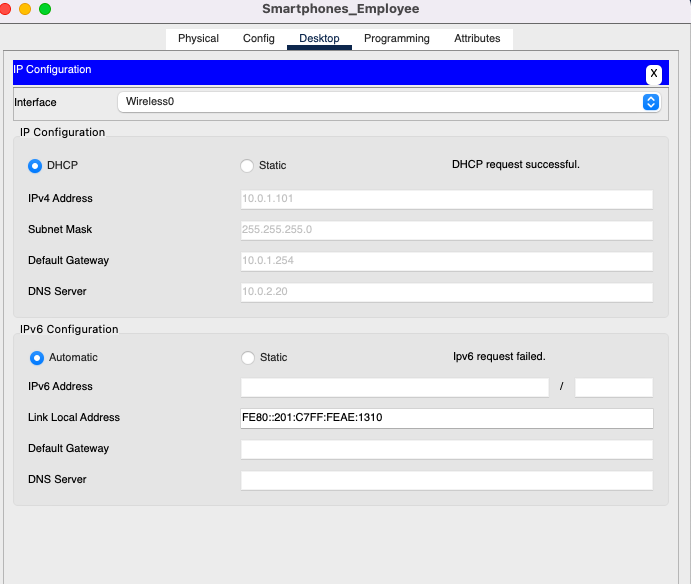 Smartphones_Employee
Physical Config Desktop Programming Attributes
IP Configuration X
Interface Wireless0
IP Configuration
DHCP Static DHCP request successful.
IPv4 Address 10.0.1.101
Subnet Mask 255.255.255.0
Default Gateway 10.0.1.254
DNS Server 10.0.2.20
IPv6 Configuration
Automatic Static Ipv6 request failed.
IPv6 Address /
Link Local Address FE80::201:C7FF:FEAE:1310
Default Gateway
DNS Server